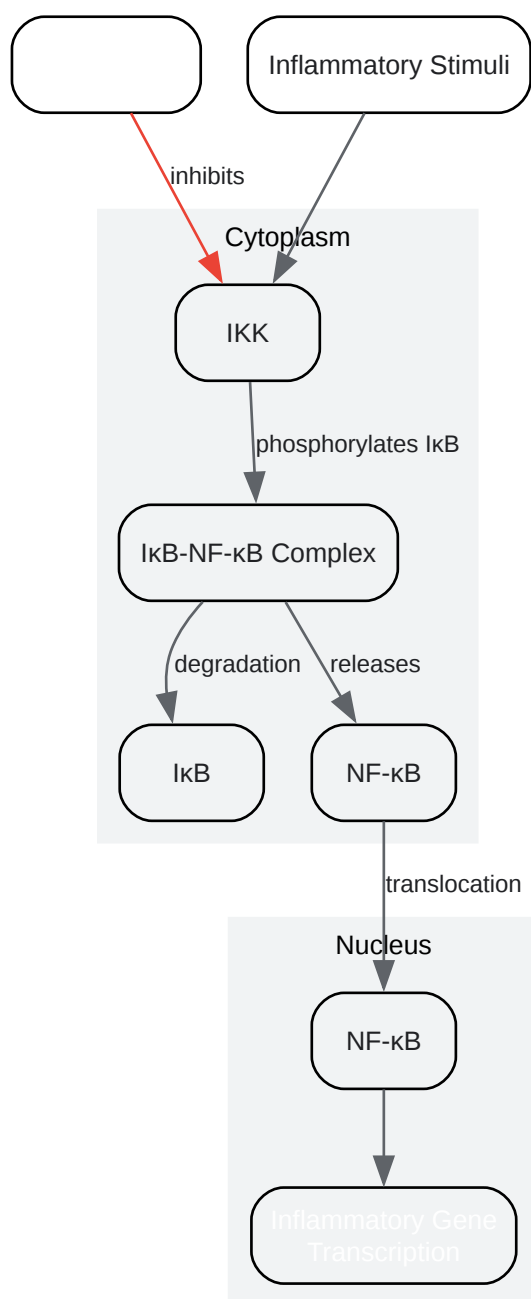 Inflammatory Stimuli
inhibits
Cytoplasm
IKK
phosphorylates IκB
IκB-NF-κB Complex
degradation
releases
IκB
NF-κB
translocation
Nucleus
NF-κB
Inflammatory Gene
Transcription